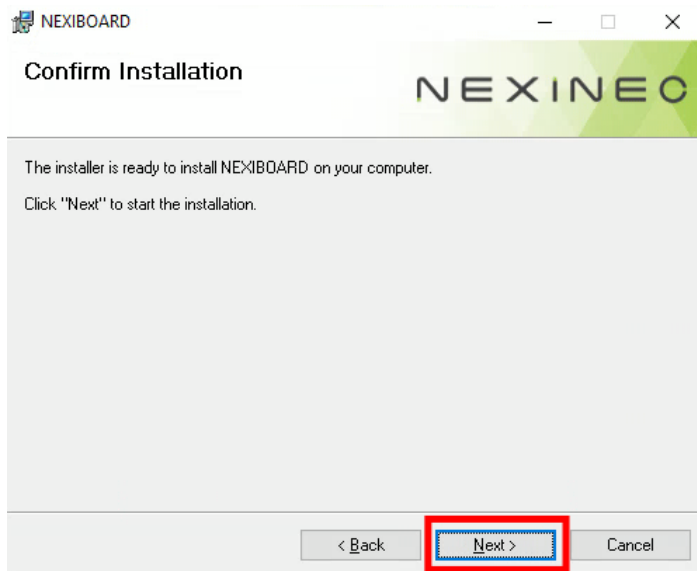 NEXIBOARD
Confirm Installation
NEXINEO
The installer is ready to install NEXIBOARD on your computer.
Click "Next" to start the installation.
< Back
Next >
Cancel